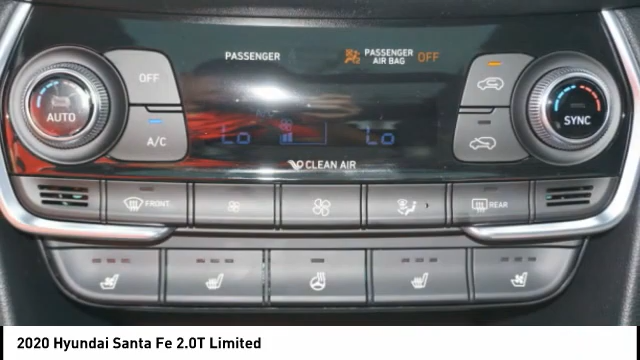 PASSENGER
PASSENGER
AIR BAG OFF
OFF
AUTO
A/C
SYNC
Lo
Lo
CLEAN AIR
FRONT
REAR
2020 Hyundai Santa Fe 2.0T Limited